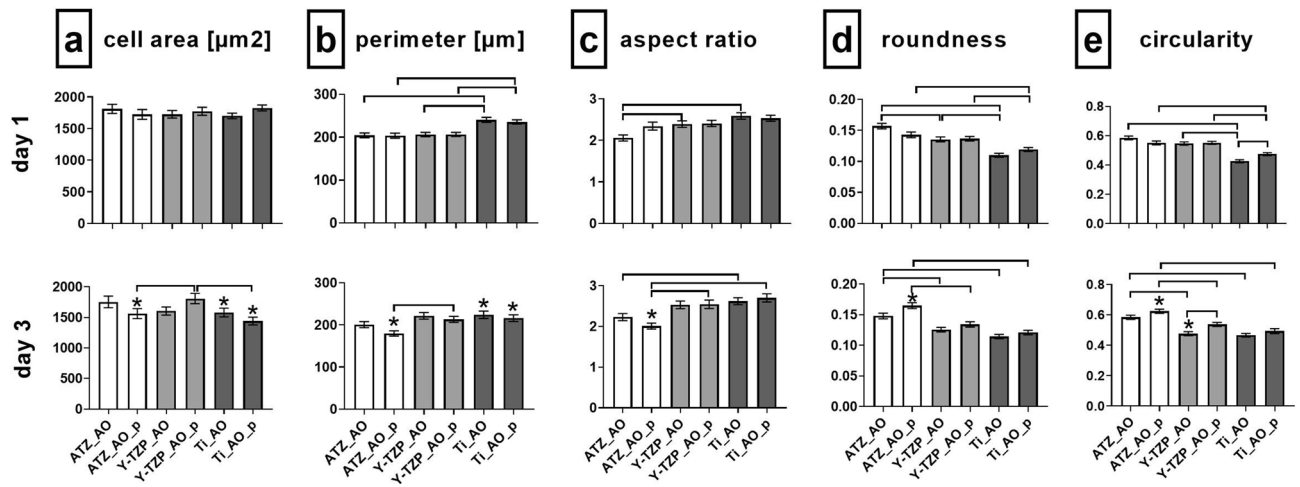 a cell area [µm2]
b perimeter [µm]
c aspect ratio
d roundness
e circularity
day 1
2000
1500
1000
500
0
300
200
100
0
3
2
1
0
0.20
0.15
0.10
0.05
0.00
0.8
0.6
0.4
0.2
0.0
day 3
2000
1500
1000
500
0
* * *
300
200
100
0
* * *
4
3
2
1
0
*
0.20
0.15
0.10
0.05
0.00
*
0.8
0.6
0.4
0.2
0.0
* *
ATZ_AO
ATZ_AO_p
Y-TZP_AO
Y-TZP_AO_p
Ti_AO
Ti_AO_p
ATZ_AO
ATZ_AO_p
Y-TZP_AO
Y-TZP_AO_p
Ti_AO
Ti_AO_p
ATZ_AO
ATZ_AO_p
Y-TZP_AO
Y-TZP_AO_p
Ti_AO
Ti_AO_p
ATZ_AO
ATZ_AO_p
Y-TZP_AO
Y-TZP_AO_p
Ti_AO
Ti_AO_p
ATZ_AO
ATZ_AO_p
Y-TZP_AO
Y-TZP_AO_p
Ti_AO
Ti_AO_p